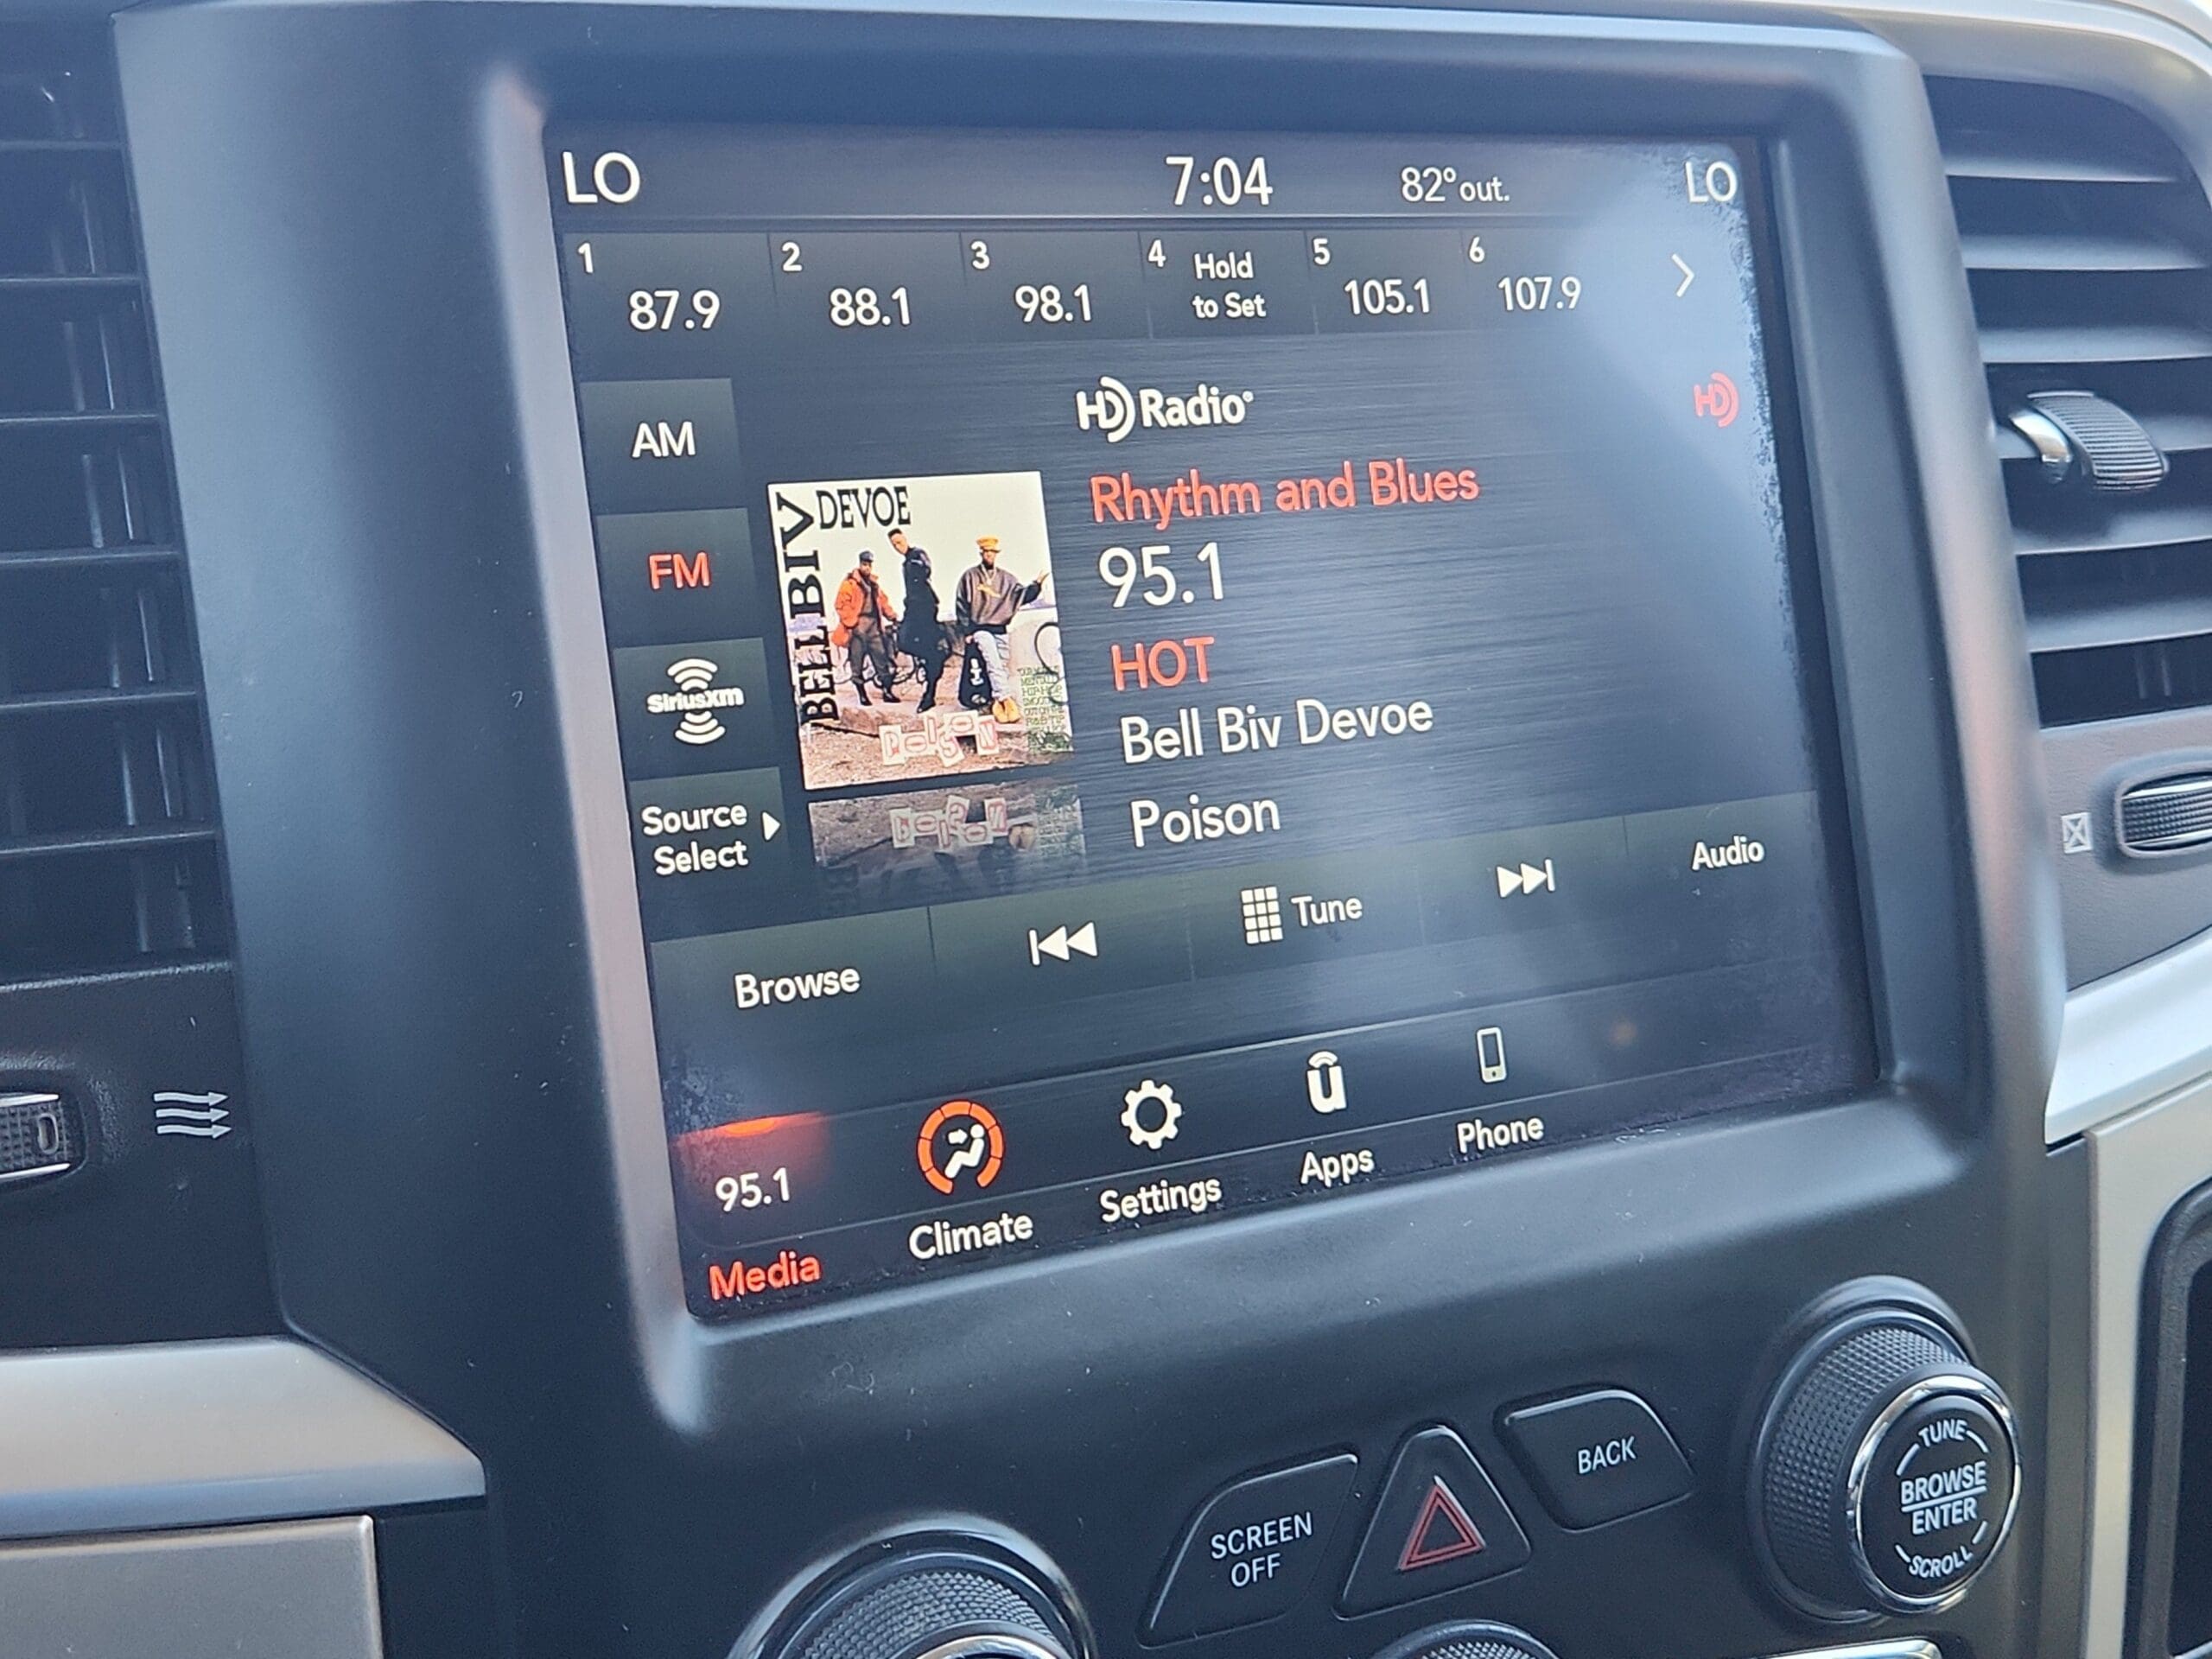 LO 7:04 82° out. LO
1 2 3 4 Hold 5 6
87.9 88.1 98.1 to Set 105.1 107.9
HD Radio
HD
AM
FM
SiriusXm
Source
Select
BELL BIV
DEVOE
POISON
Rhythm and Blues
95.1
HOT
Bell Biv Devoe
Poison
Browse Tune Audio
95.1
Media Climate Settings Apps Phone
SCREEN
OFF
BACK
TUNE
BROWSE
ENTER
SCROLL
0